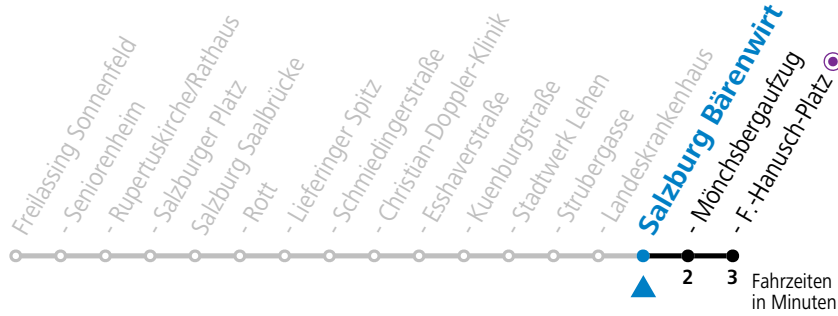 Freilassing Sonnenfeld
- Seniorenheim
- Rupertuskirche/Rathaus
- Salzburger Platz
Salzburg Saalbrücke
- Rott
- Lieferinger Spitz
- Schmiedingerstraße
Christian-Doppler-Klinik
- Esshaverstraße
- Kuenburgstraße
- Stadtwerk Lehen
- Strubergasse
- Landeskrankenhaus
Salzburg Bärenwirt
- Mönchsbergaufzug
- F.-Hanusch-Platz
2
3
Fahrzeiten
in Minuten